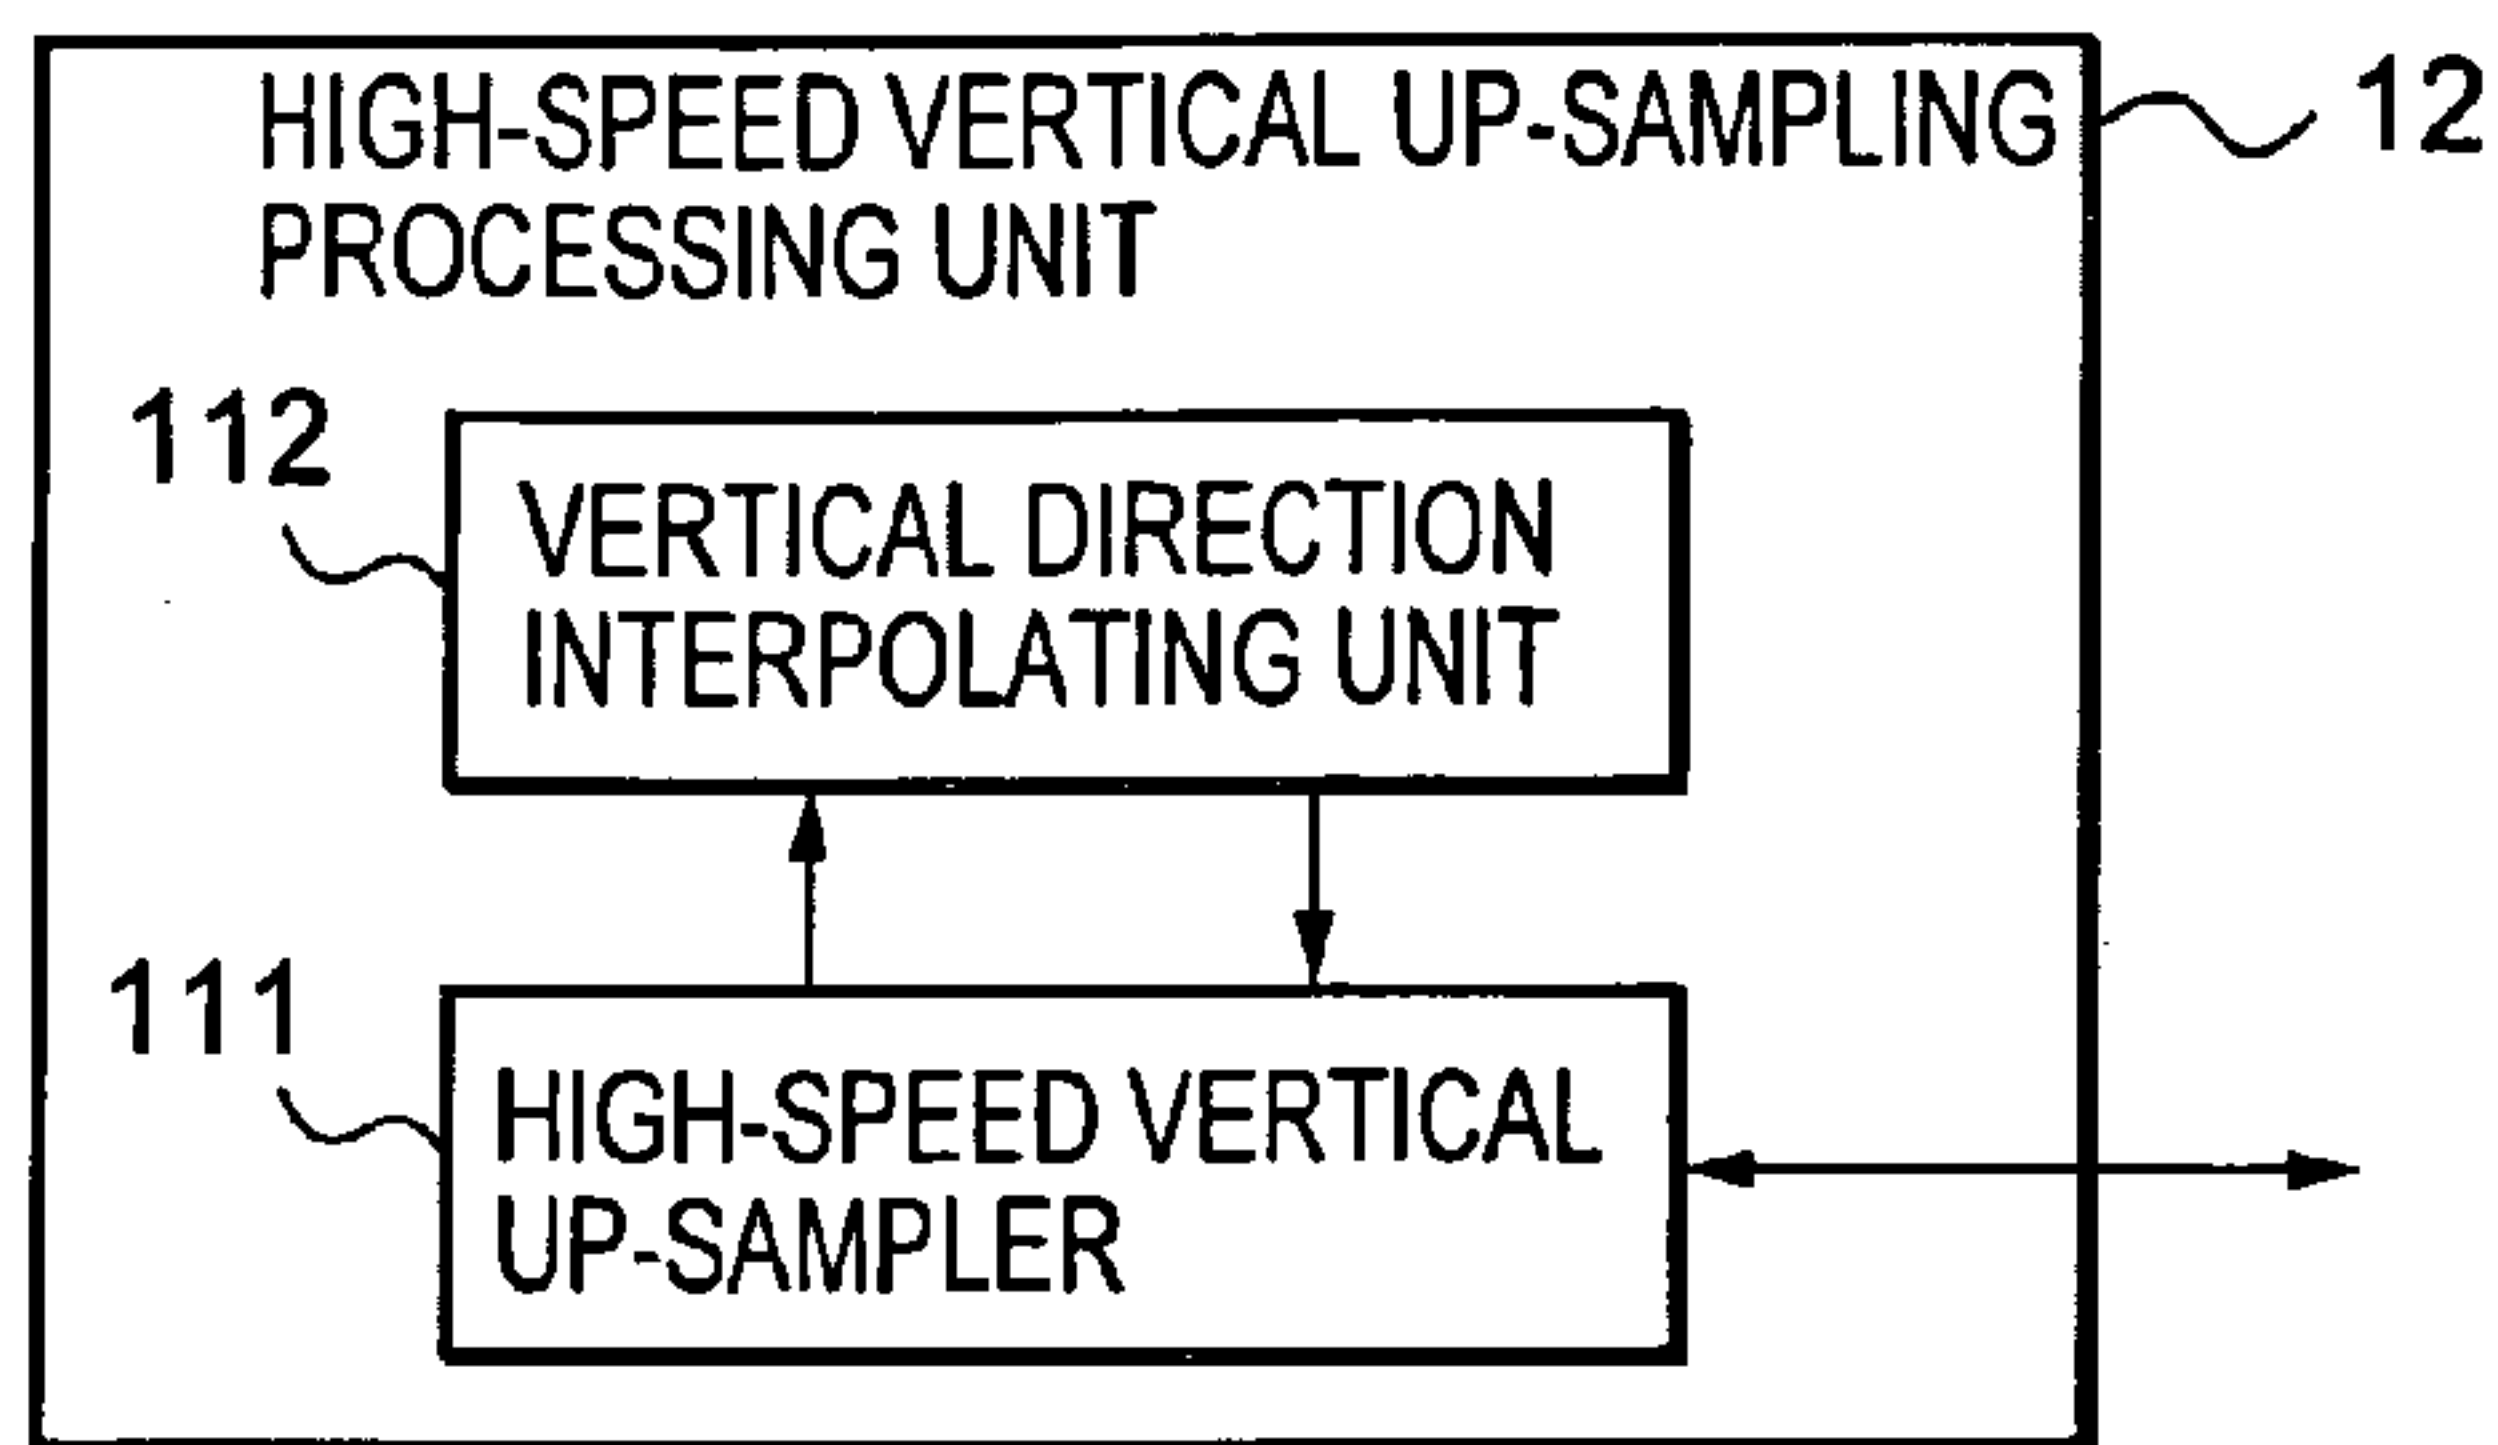 HIGH-SPEED VERTICAL UP-SAMPLING
PROCESSING UNIT
12
112
VERTICAL DIRECTION
INTERPOLATING UNIT
111
HIGH-SPEED VERTICAL
UP-SAMPLER